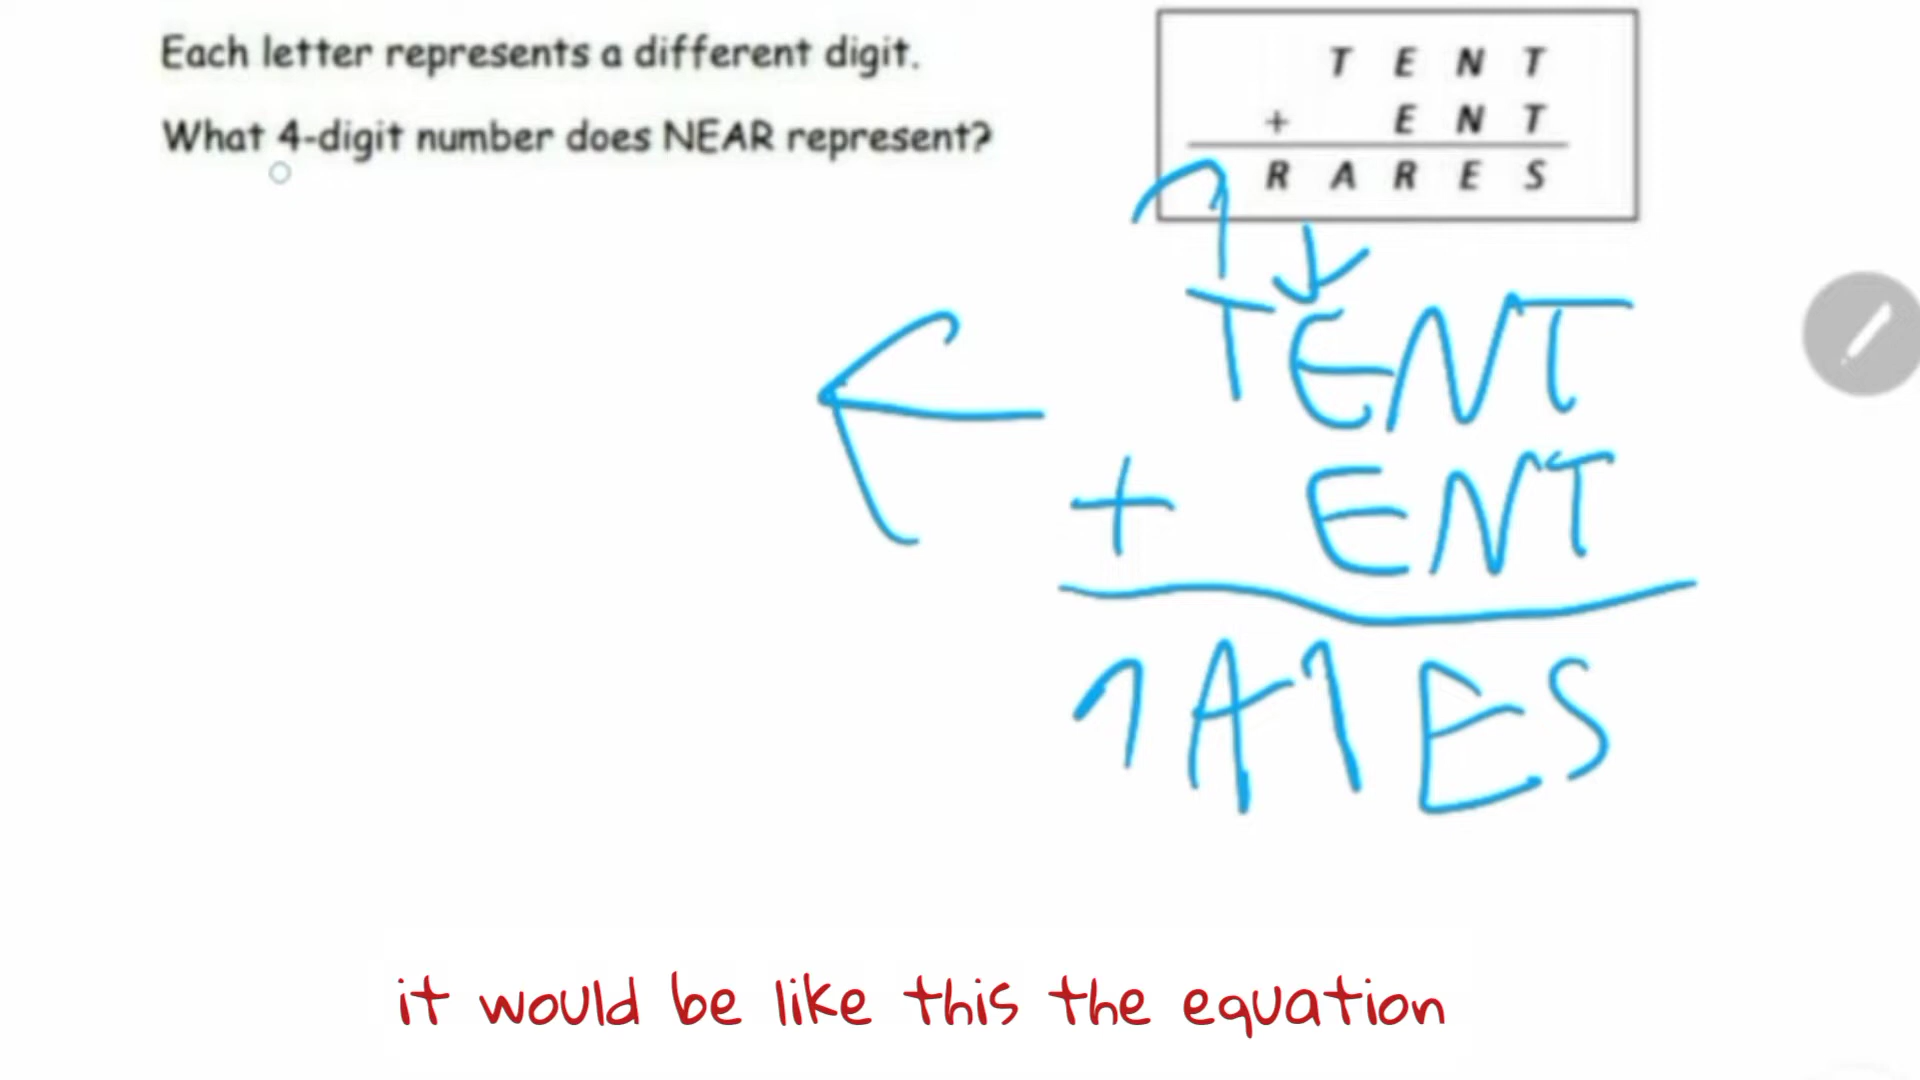 Each letter represents a different digit.
What 4-digit number does NEAR represent?
T E N T
+ E N T
R A R E S
1
TENT
+ ENT
1A1ES
it would be like this the equation